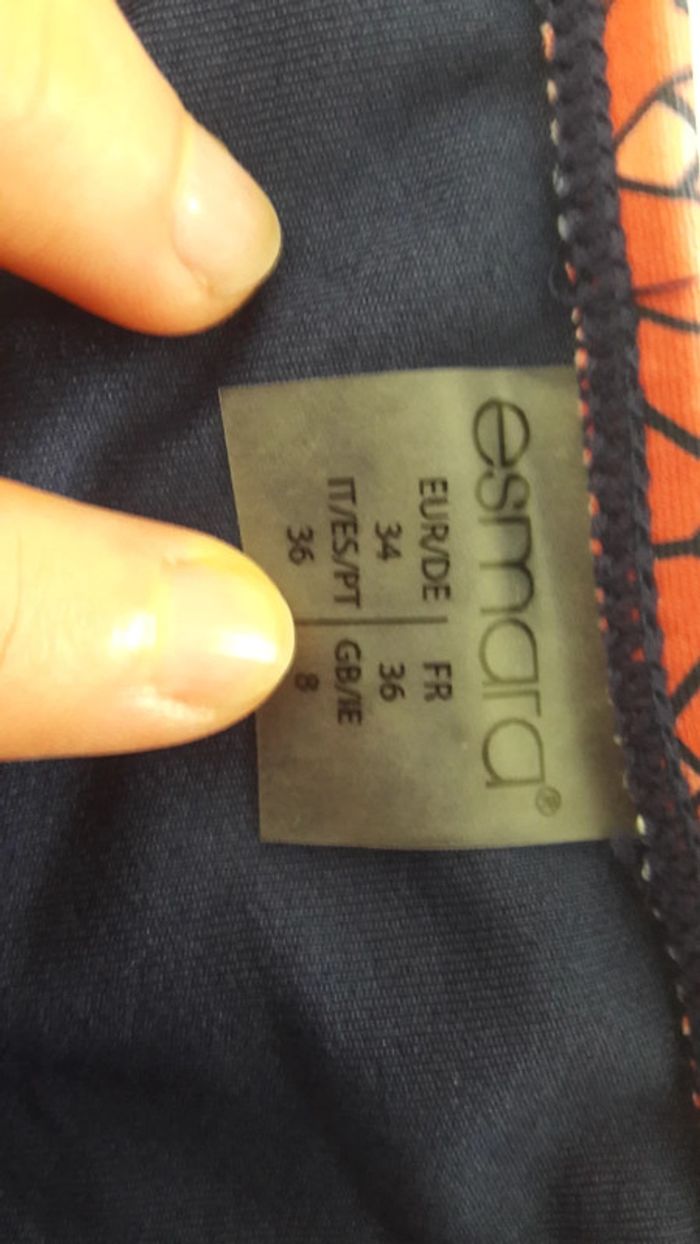 esmara®
EUR/DE FR
34 36
IT/ES/PT GB/IE
36 8